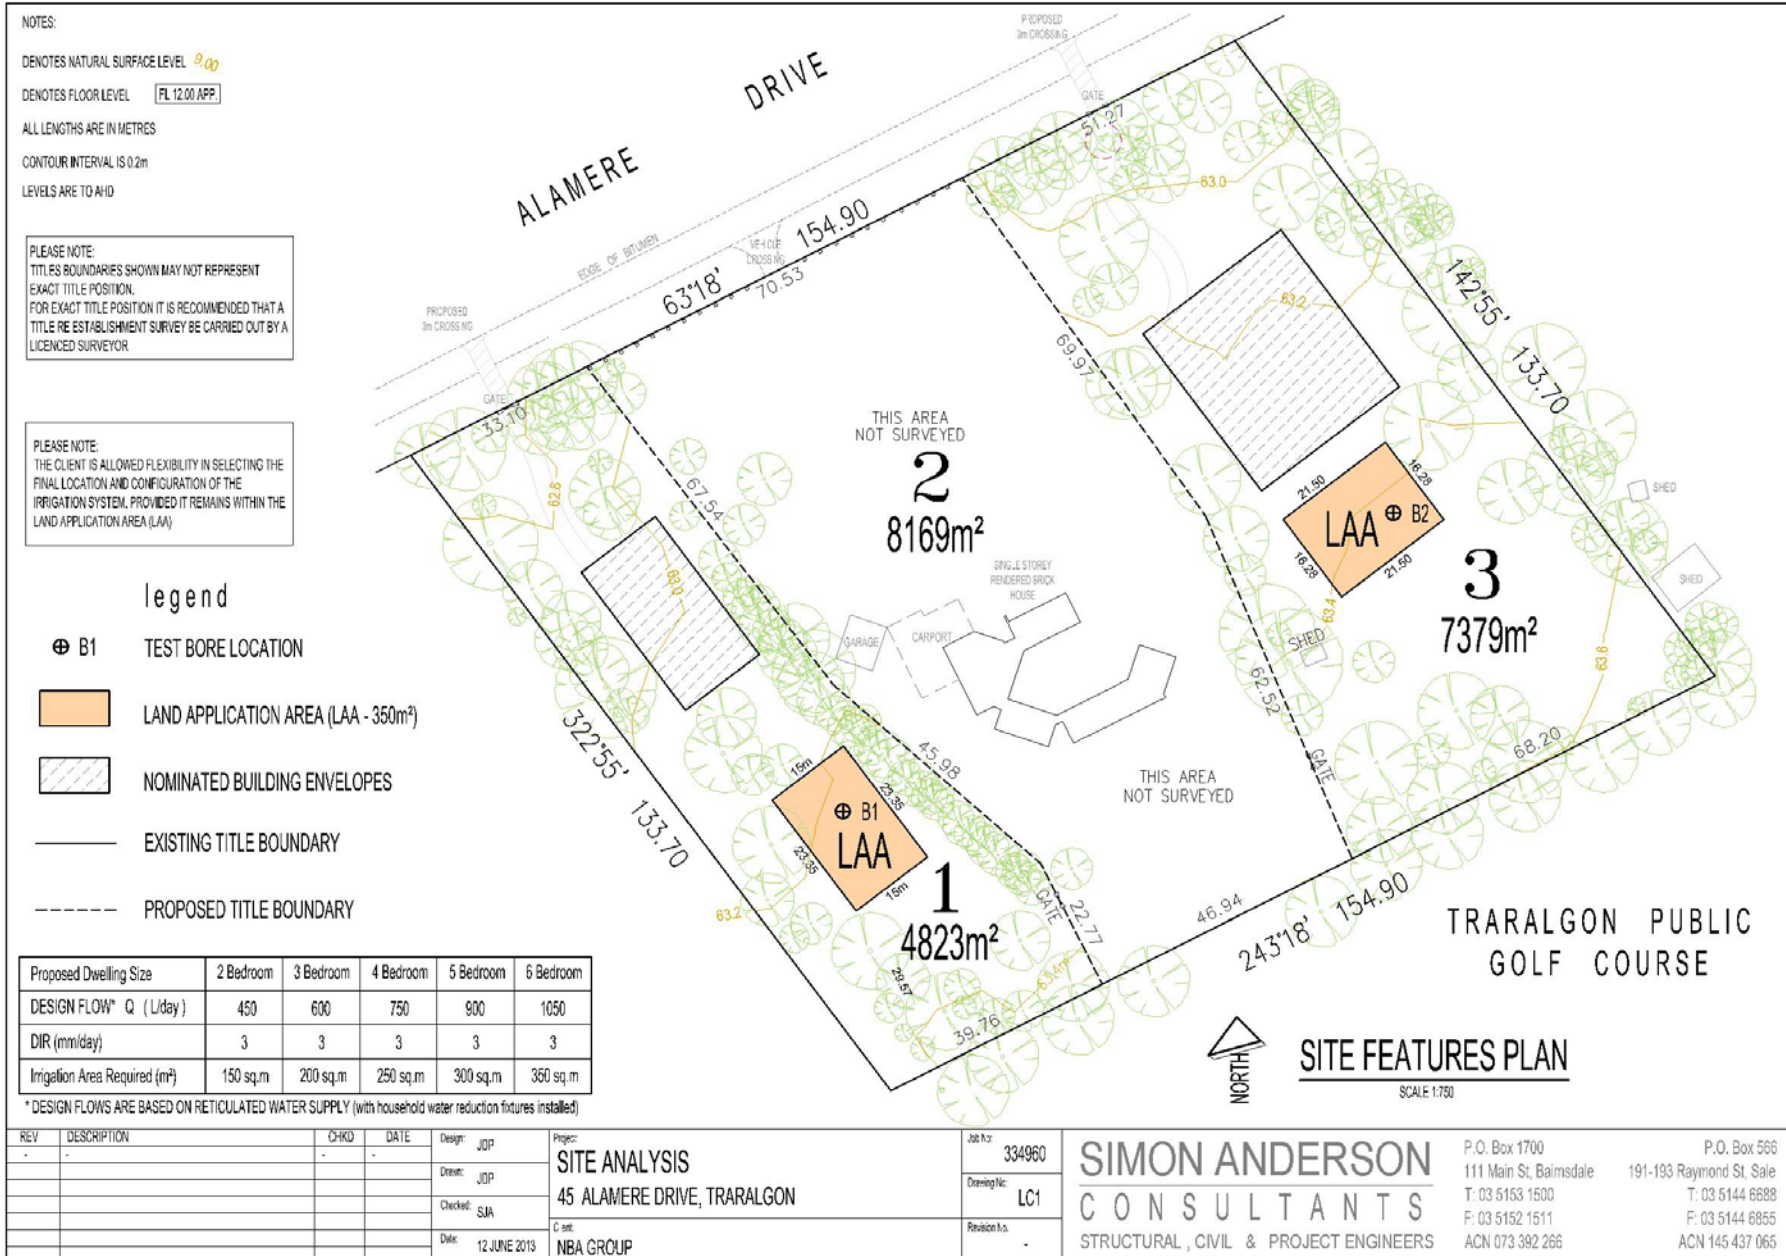 NOTES:
DENOTES NATURAL SURFACE LEVEL 9.00
DENOTES FLOOR LEVEL FL 12.00 APP.
ALL LENGTHS ARE IN METRES
CONTOUR INTERVAL IS 0.2m
LEVELS ARE TO AHD
PLEASE NOTE:
TITLES BOUNDARIES SHOWN MAY NOT REPRESENT
EXACT TITLE POSITION.
FOR EXACT TITLE POSITION IT IS RECOMMENDED THAT A
TITLE RE ESTABLISHMENT SURVEY BE CARRIED OUT BY A
LICENCED SURVEYOR
PLEASE NOTE:
THE CLIENT IS ALLOWED FLEXIBILITY IN SELECTING THE
FINAL LOCATION AND CONFIGURATION OF THE
IRRIGATION SYSTEM, PROVIDED IT REMAINS WITHIN THE
LAND APPLICATION AREA (LAA)
legend
B1 TEST BORE LOCATION
LAND APPLICATION AREA (LAA - 350m²)
NOMINATED BUILDING ENVELOPES
EXISTING TITLE BOUNDARY
PROPOSED TITLE BOUNDARY
ALAMERE DRIVE
PROPOSED
3m CROSSING
GATE
51.27
EDGE OF BITUMEN
VEHICLE
CROSSING
63°18' 154.90
70.53
PROPOSED
3m CROSSING
GATE
33.10
63.0
63.2
142°55' 133.70
69.97
THIS AREA
NOT SURVEYED
2
8169m²
62.8
67.54
63.0
21.50
16.28
LAA B2
16.28
21.50
63.4
SHED
SHED
3
7379m²
SINGLE STOREY
RENDERED BRICK
HOUSE
GARAGE
CARPORT
SHED
62.52
63.6
GATE
68.20
322°55' 133.70
45.98
THIS AREA
NOT SURVEYED
15m
23.35
B1
LAA
23.35
15m
63.2
1
4823m²
GATE
22.77
46.94
243°18' 154.90
29.57
63.4m
39.76
TRARALGON PUBLIC
GOLF COURSE
NORTH
SITE FEATURES PLAN
SCALE 1:750
Proposed Dwelling Size 2 Bedroom 3 Bedroom 4 Bedroom 5 Bedroom 6 Bedroom
DESIGN FLOW* Q ( L/day ) 450 600 750 900 1050
DIR (mm/day) 3 3 3 3 3
Irrigation Area Required (m²) 150 sq.m 200 sq.m 250 sq.m 300 sq.m 350 sq.m
* DESIGN FLOWS ARE BASED ON RETICULATED WATER SUPPLY (with household water reduction fixtures installed)
REV DESCRIPTION CHKD DATE
- - - -
Design: JDP
Drawn: JDP
Checked: SJA
Date: 12 JUNE 2013
Project:
SITE ANALYSIS
45 ALAMERE DRIVE, TRARALGON
Client:
NBA GROUP
Job No:
334960
Drawing No:
LC1
Revision No.
-
SIMON ANDERSON
CONSULTANTS
STRUCTURAL , CIVIL & PROJECT ENGINEERS
P.O. Box 1700
111 Main St, Bairnsdale
T: 03 5153 1500
F: 03 5152 1511
ACN 073 392 266
P.O. Box 566
191-193 Raymond St, Sale
T: 03 5144 6688
F: 03 5144 6855
ACN 145 437 065